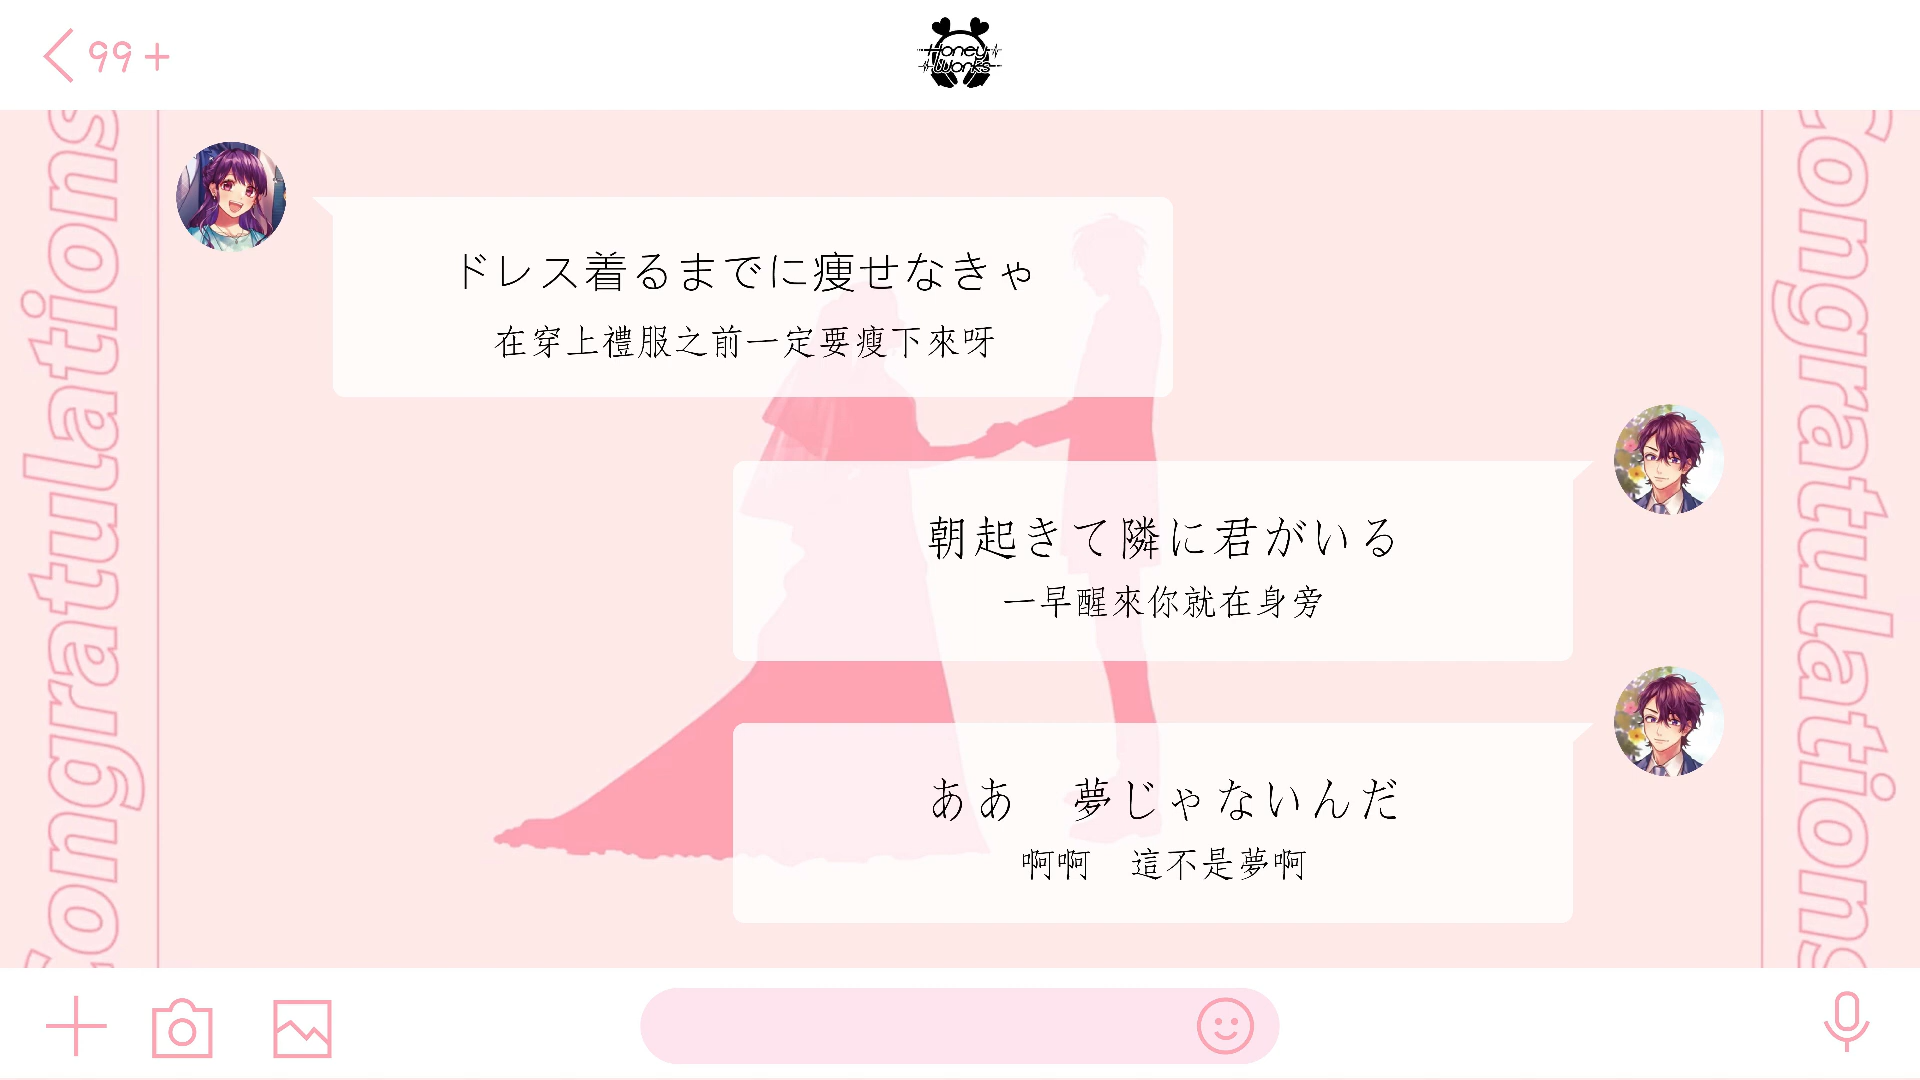 99+
Honey Works
ドレス着るまでに痩せなきゃ
在穿上禮服之前一定要瘦下來呀
朝起きて隣に君がいる
一早醒來你就在身旁
ああ　夢じゃないんだ
啊啊　這不是夢啊
Congratulations
Congratulations